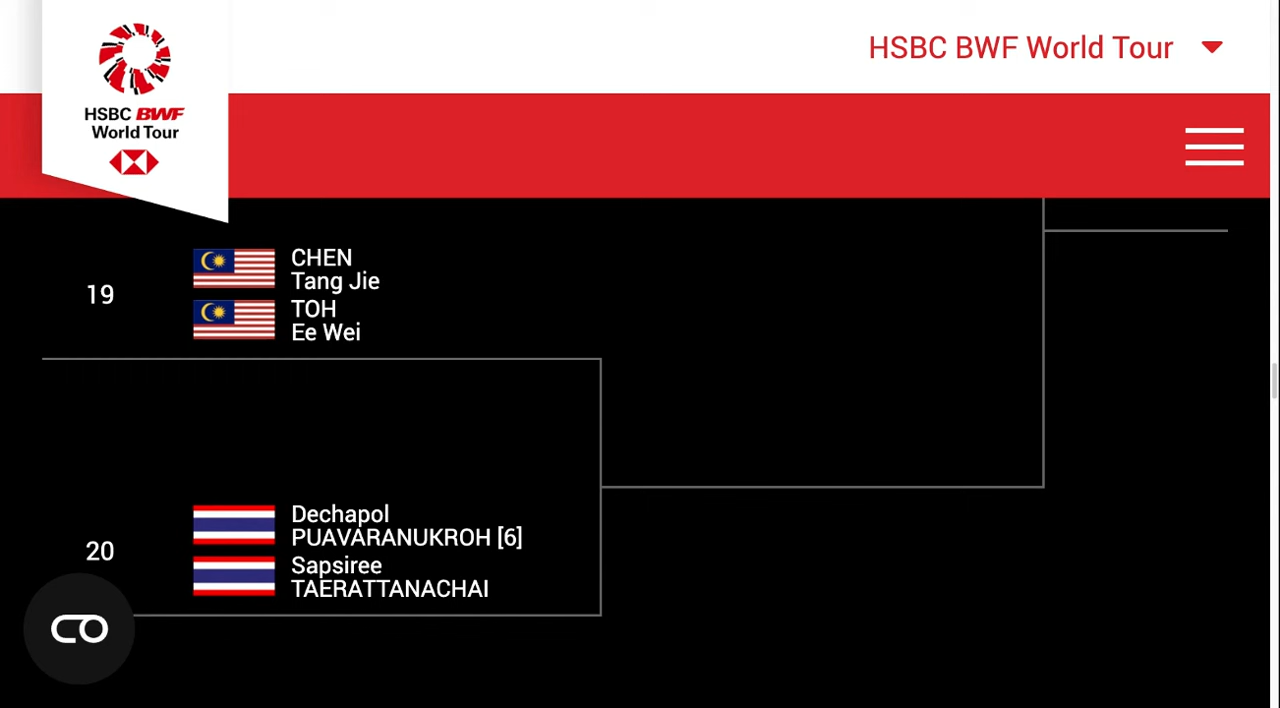 HSBC BWF World Tour
HSBC BWF
World Tour
19
CHEN
Tang Jie
TOH
Ee Wei
20
Dechapol
PUAVARANUKROH [6]
Sapsiree
TAERATTANACHAI